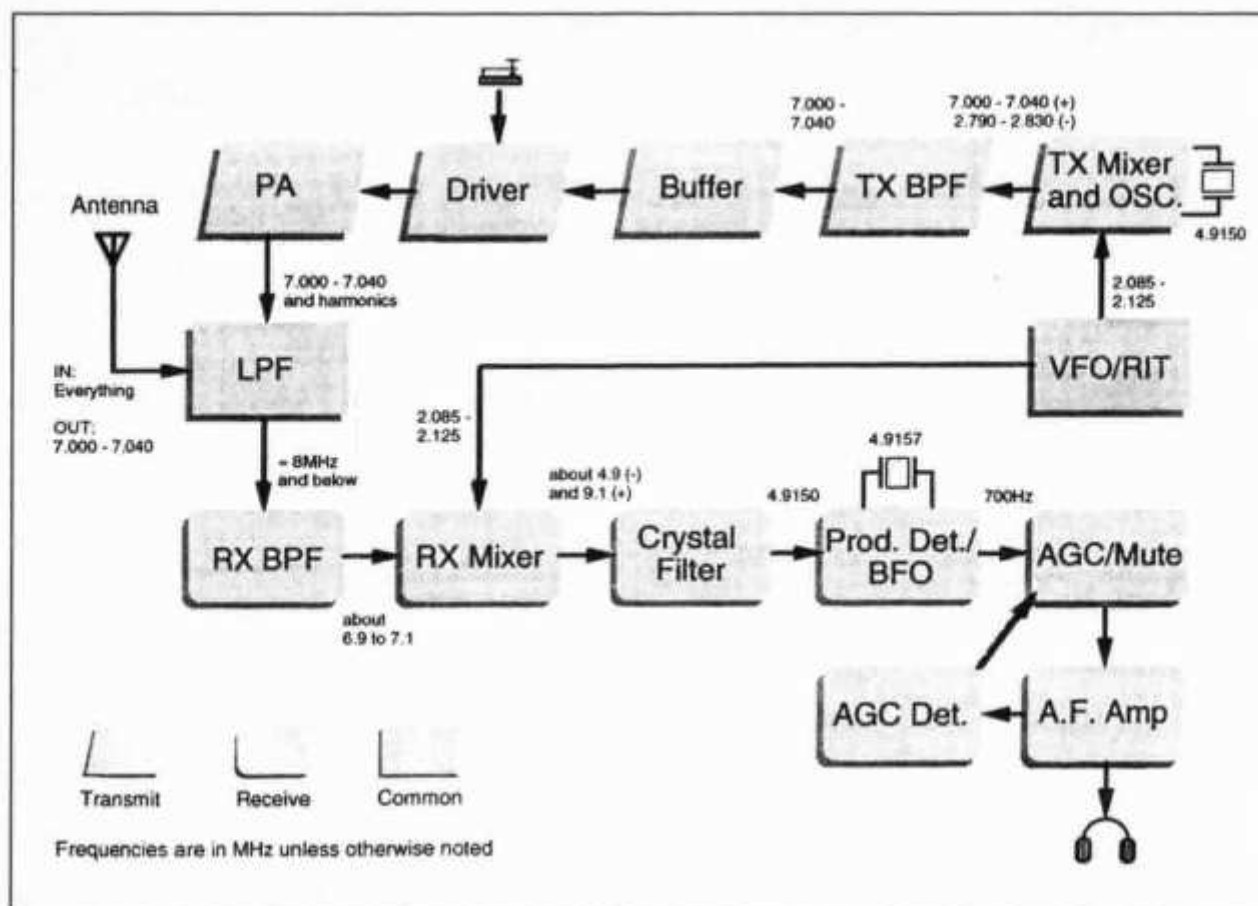 7.000 -
7.040
7.000 - 7.040 (+)
2.790 - 2.830 (-)
PA
Driver
Buffer
TX BPF
TX Mixer
and OSC.
4.9150
Antenna
7.000 - 7.040
and harmonics
2.085 -
2.125
LPF
VFO/RIT
IN:
Everything
OUT:
7.000 - 7.040
2.085 -
2.125
= 8MHz
and below
about 4.9 (-)
and 9.1 (+)
4.9150
4.9157
700Hz
RX BPF
RX Mixer
Crystal
Filter
Prod. Det./
BFO
AGC/Mute
about
6.9 to 7.1
AGC Det.
A.F. Amp
Transmit
Receive
Common
Frequencies are in MHz unless otherwise noted